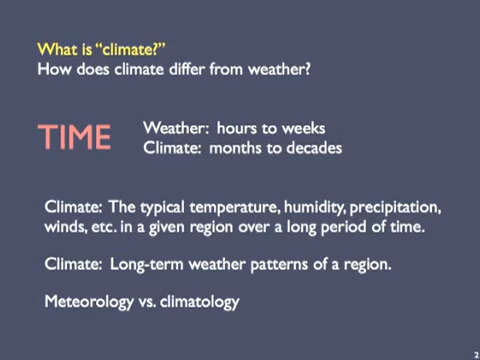 What is “climate?”
How does climate differ from weather?
TIME
Weather: hours to weeks
Climate: months to decades
Climate: The typical temperature, humidity, precipitation,
winds, etc. in a given region over a long period of time.
Climate: Long-term weather patterns of a region.
Meteorology vs. climatology
2